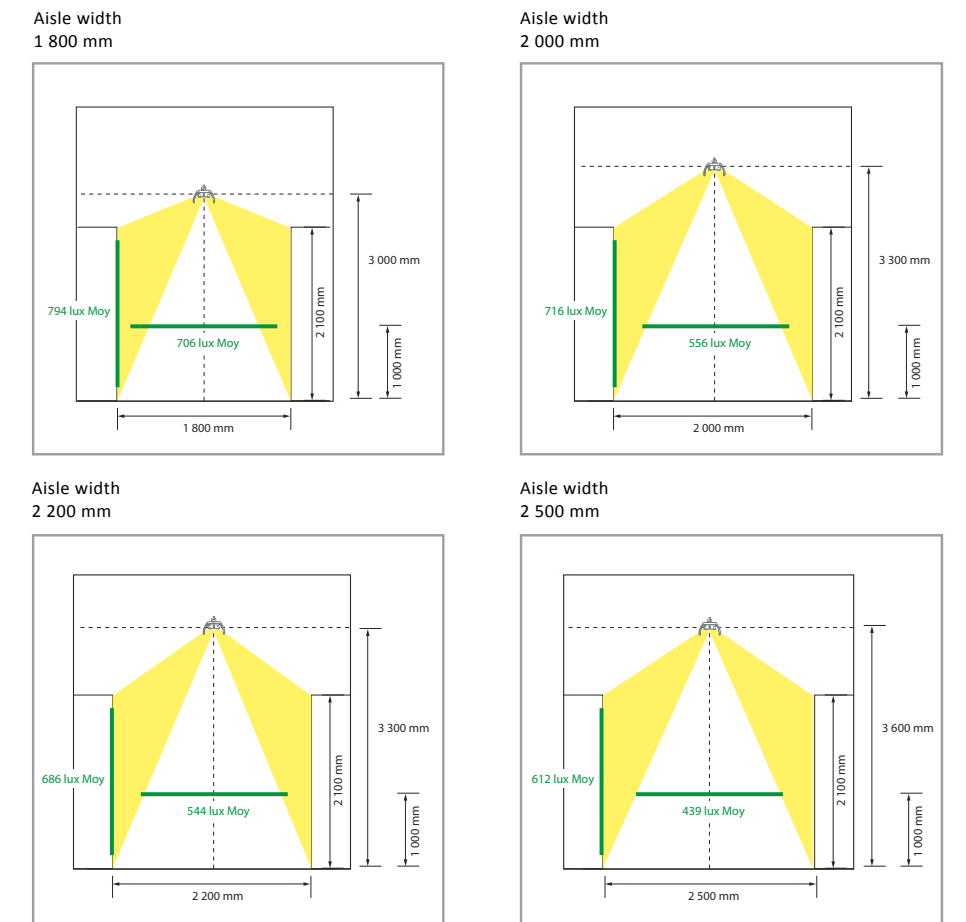 Aisle width
1 800 mm
794 lux Moy
706 lux Moy
3 000 mm
2 100 mm
1 000 mm
1 800 mm
Aisle width
2 000 mm
716 lux Moy
556 lux Moy
3 300 mm
2 100 mm
1 000 mm
2 000 mm
Aisle width
2 200 mm
686 lux Moy
544 lux Moy
3 300 mm
2 100 mm
1 000 mm
2 200 mm
Aisle width
2 500 mm
612 lux Moy
439 lux Moy
3 600 mm
2 100 mm
1 000 mm
2 500 mm